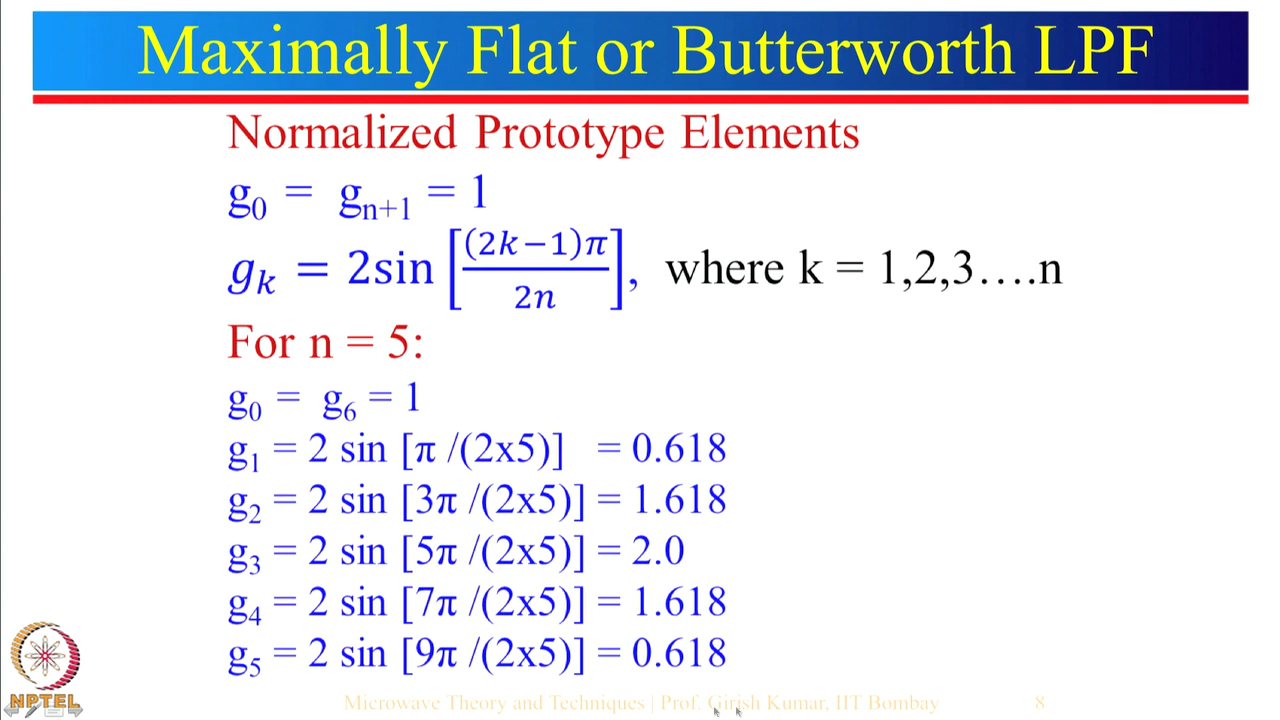 Maximally Flat or Butterworth LPF
Normalized Prototype Elements
g₀ = gₙ₊₁ = 1
gₖ = 2sin [(2k−1)π / 2n], where k = 1,2,3….n
For n = 5:
g₀ = g₆ = 1
g₁ = 2 sin [π /(2x5)] = 0.618
g₂ = 2 sin [3π /(2x5)] = 1.618
g₃ = 2 sin [5π /(2x5)] = 2.0
g₄ = 2 sin [7π /(2x5)] = 1.618
g₅ = 2 sin [9π /(2x5)] = 0.618
NPTEL
Microwave Theory and Techniques | Prof. Girish Kumar, IIT Bombay 8